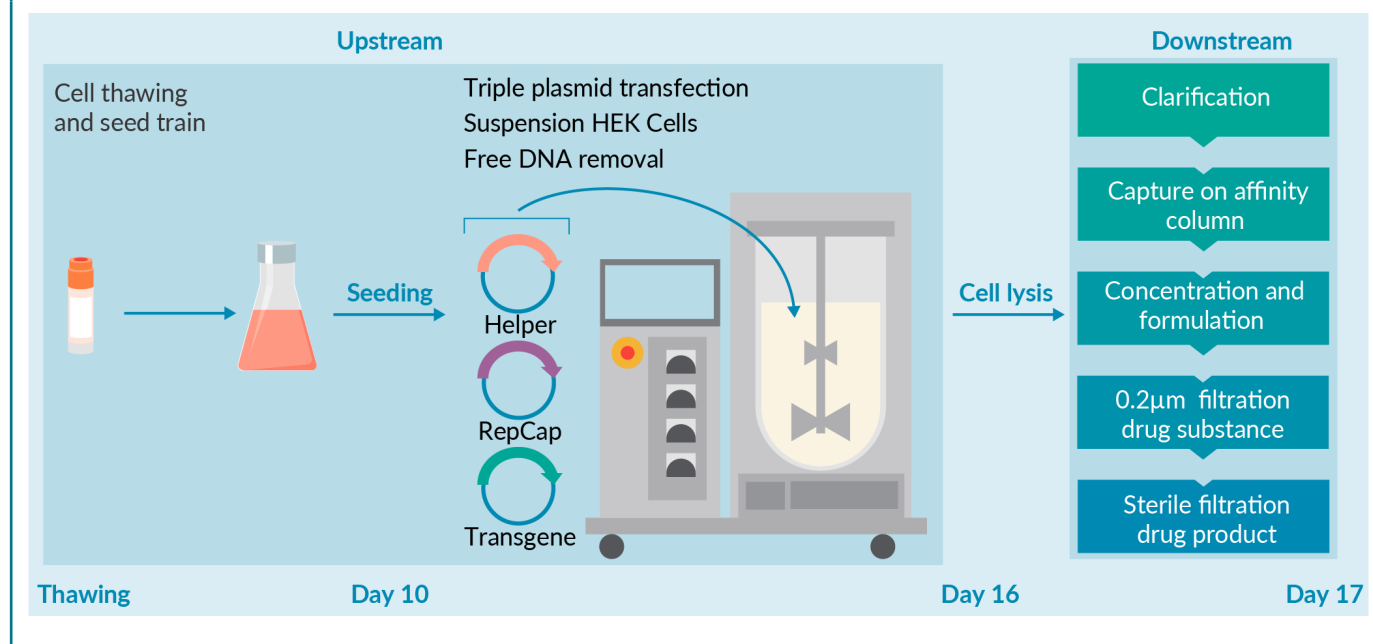 Upstream
Downstream
Cell thawing
and seed train
Triple plasmid transfection
Suspension HEK Cells
Free DNA removal
Seeding
Helper
RepCap
Transgene
Cell lysis
Clarification
Capture on affinity
column
Concentration and
formulation
0.2µm filtration
drug substance
Sterile filtration
drug product
Thawing
Day 10
Day 16
Day 17